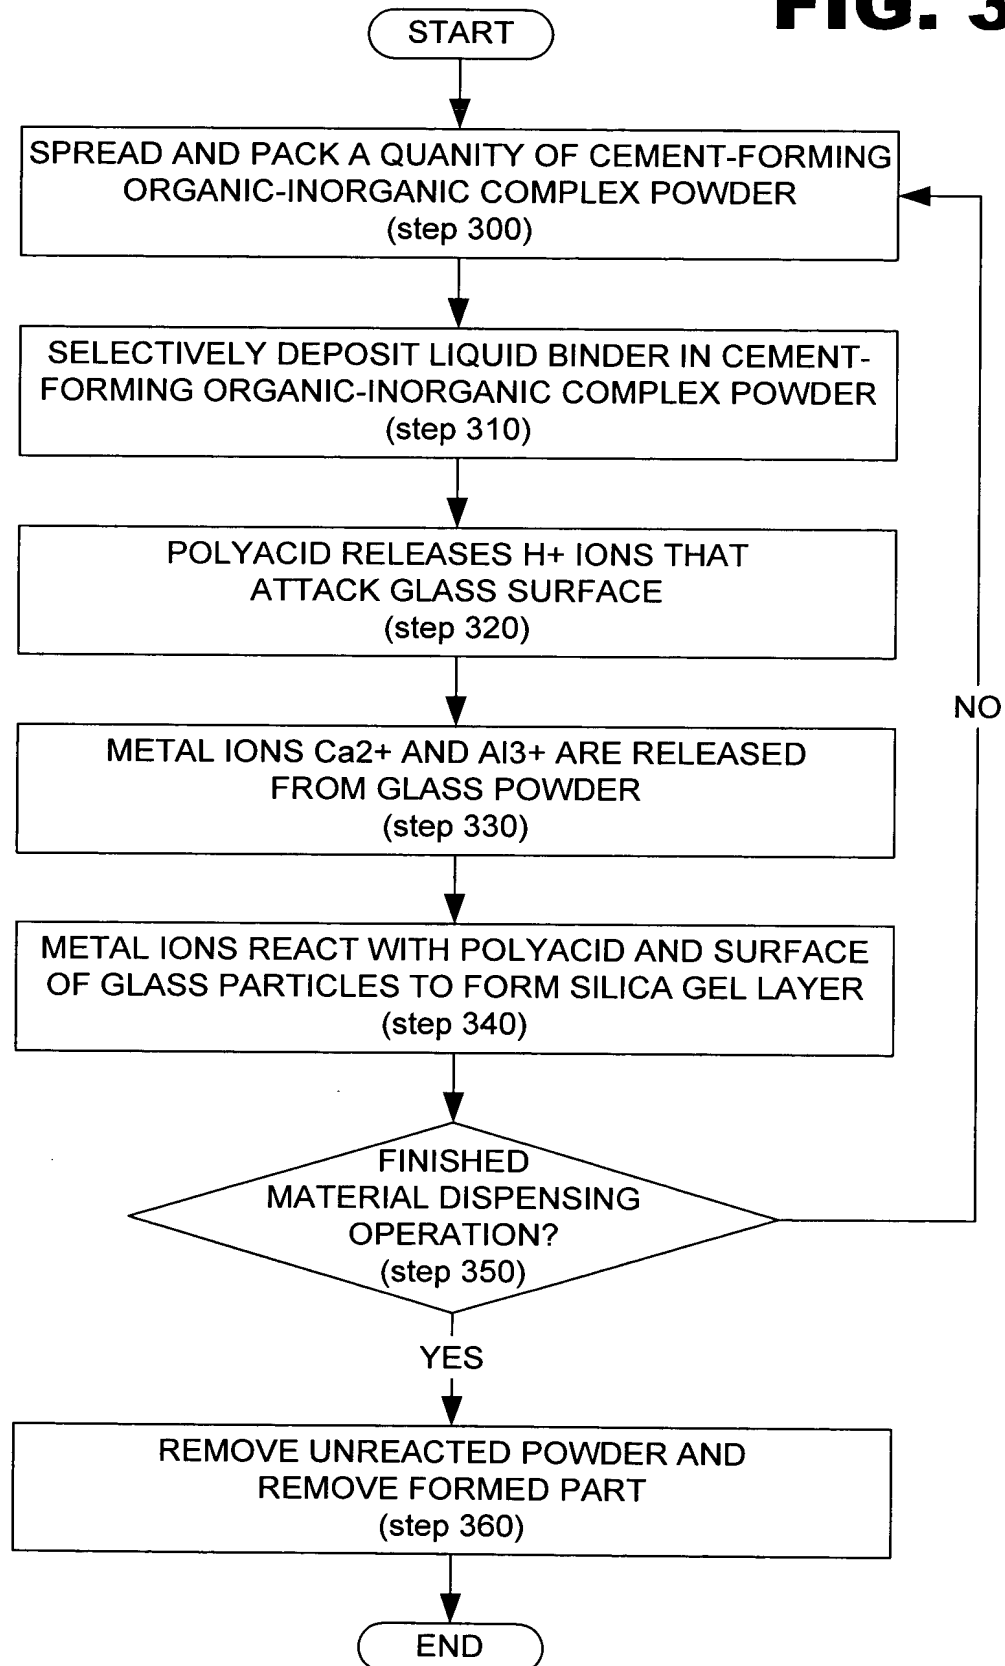 FIG. 3
START
SPREAD AND PACK A QUANITY OF CEMENT-FORMING
ORGANIC-INORGANIC COMPLEX POWDER
(step 300)
SELECTIVELY DEPOSIT LIQUID BINDER IN CEMENT-
FORMING ORGANIC-INORGANIC COMPLEX POWDER
(step 310)
POLYACID RELEASES H+ IONS THAT
ATTACK GLASS SURFACE
(step 320)
NO
METAL IONS Ca2+ AND Al3+ ARE RELEASED
FROM GLASS POWDER
(step 330)
METAL IONS REACT WITH POLYACID AND SURFACE
OF GLASS PARTICLES TO FORM SILICA GEL LAYER
(step 340)
FINISHED
MATERIAL DISPENSING
OPERATION?
(step 350)
YES
REMOVE UNREACTED POWDER AND
REMOVE FORMED PART
(step 360)
END